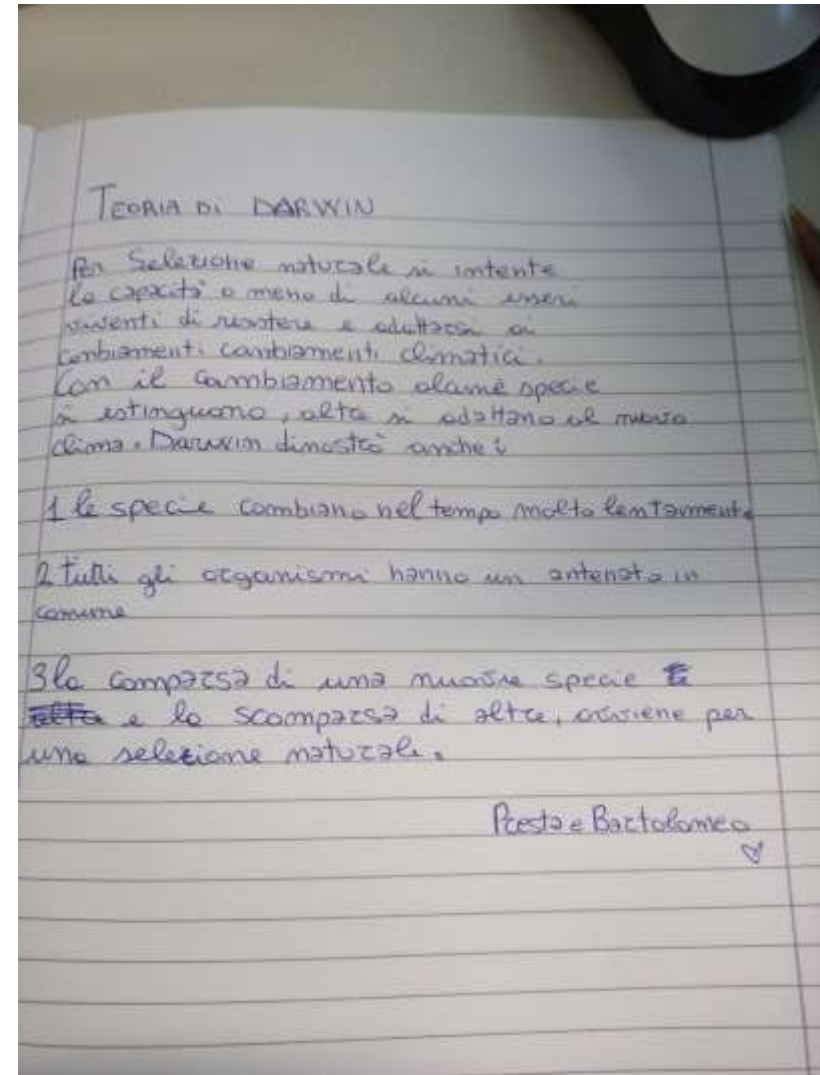 TEORIA DI DARWIN
Per Selezione naturale si intente
la capacità o meno di alcuni esseri
viventi di resistere e adattarsi ai
cambiamenti cambiamenti climatici.
Con il cambiamento alcune specie
si estinguono, altre si adattano al nuovo
clima. Darwin dimostrò anche:
1 le specie cambiano nel tempo molto lentamente
2 tutti gli organismi hanno un antenato in
comune
3 la comparsa di una nuova specie
e la scomparsa di altre, avviene per
una selezione naturale.
Presta e Bartolomeo